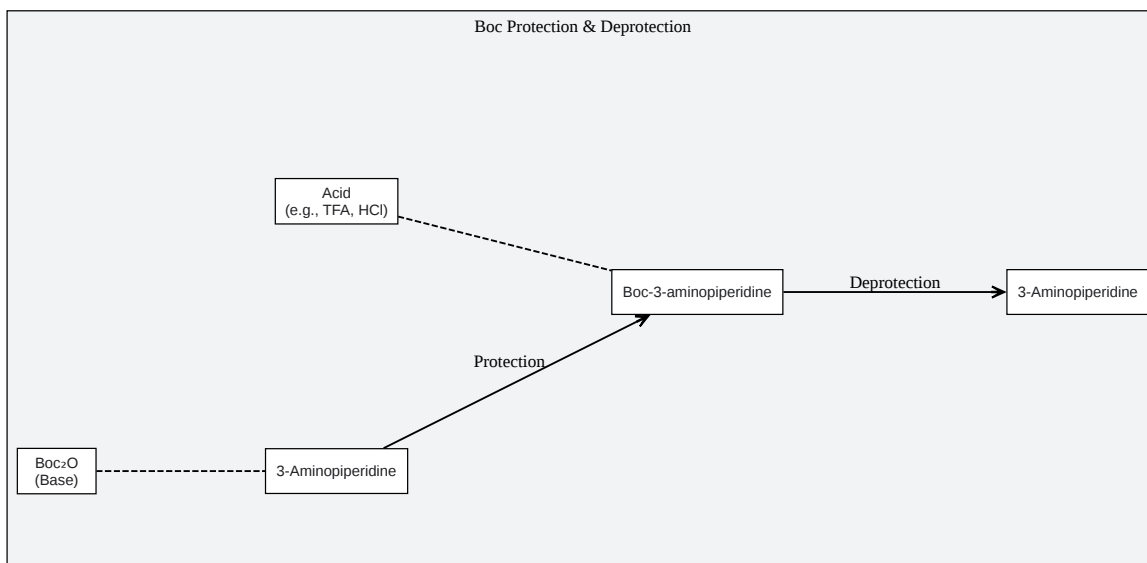 Boc Protection & Deprotection
Acid
(e.g., TFA, HCl)
Boc-3-aminopiperidine
Deprotection
3-Aminopiperidine
Protection
Boc₂O
(Base)
3-Aminopiperidine